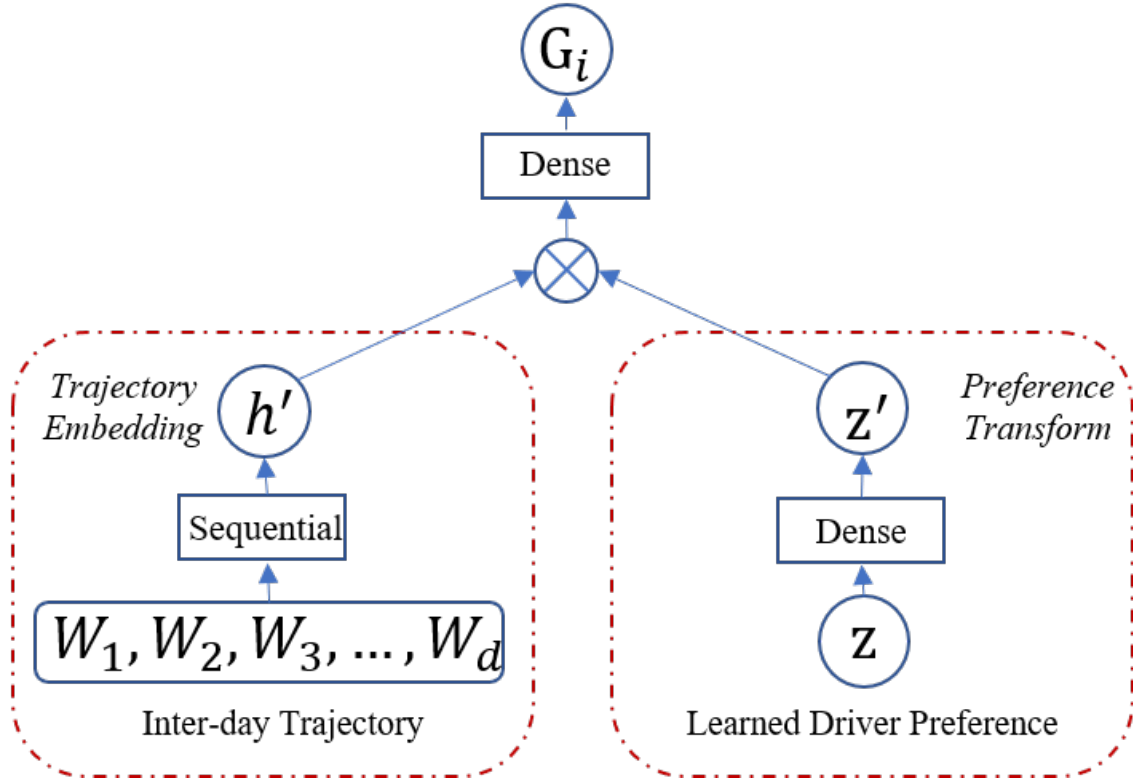 G_i
Dense
Trajectory
Embedding
h′
Preference
Transform
z′
Sequential
Dense
W_1, W_2, W_3, ... , W_d
z
Inter-day Trajectory
Learned Driver Preference